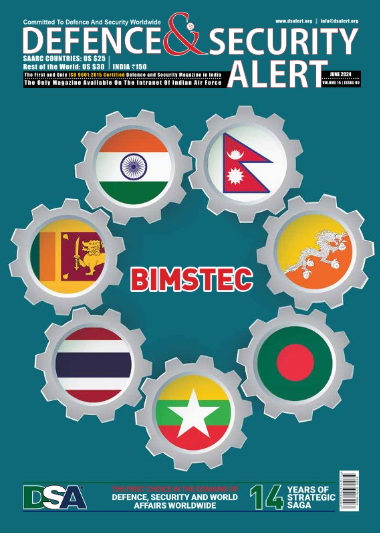 Committed To Defence And Security Worldwide
www.dsalert.org | info@dsalert.org
DEFENCE & SECURITY
ALERT
SAARC COUNTRIES: US $25
Rest of the World: US $30 | INDIA ₹150
JUNE 2024
The First and Only ISO 9001:2015 Certified Defence and Security Magazine in India
The Only Magazine Available On The Intranet Of Indian Air Force
BIMSTEC
DSA
DEFENCE, SECURITY AND WORLD
AFFAIRS WORLDWIDE
14 YEARS OF
STRATEGIC
SAGA